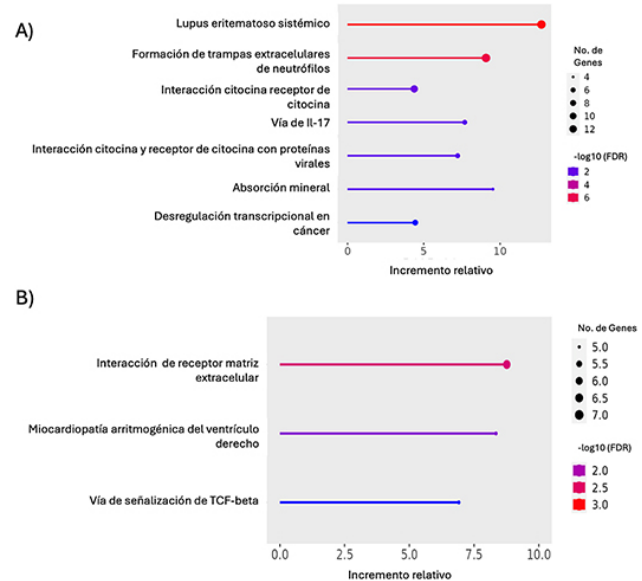 A)
Lupus eritematoso sistémico
Formación de trampas extracelulares
de neutrófilos
Interacción citocina receptor de
citocina
Vía de Il-17
Interacción citocina y receptor de citocina con proteínas
virales
Absorción mineral
Desregulación transcripcional en
cáncer
0 5 10
Incremento relativo
No. de
Genes
4
6
8
10
12
-log10 (FDR)
2
4
6
B)
Interacción de receptor matriz
extracelular
Miocardiopatía arritmogénica del ventrículo
derecho
Vía de señalización de TCF-beta
0.0 2.5 5.0 7.5 10.0
Incremento relativo
No. de Genes
5.0
5.5
6.0
6.5
7.0
-log10 (FDR)
2.0
2.5
3.0